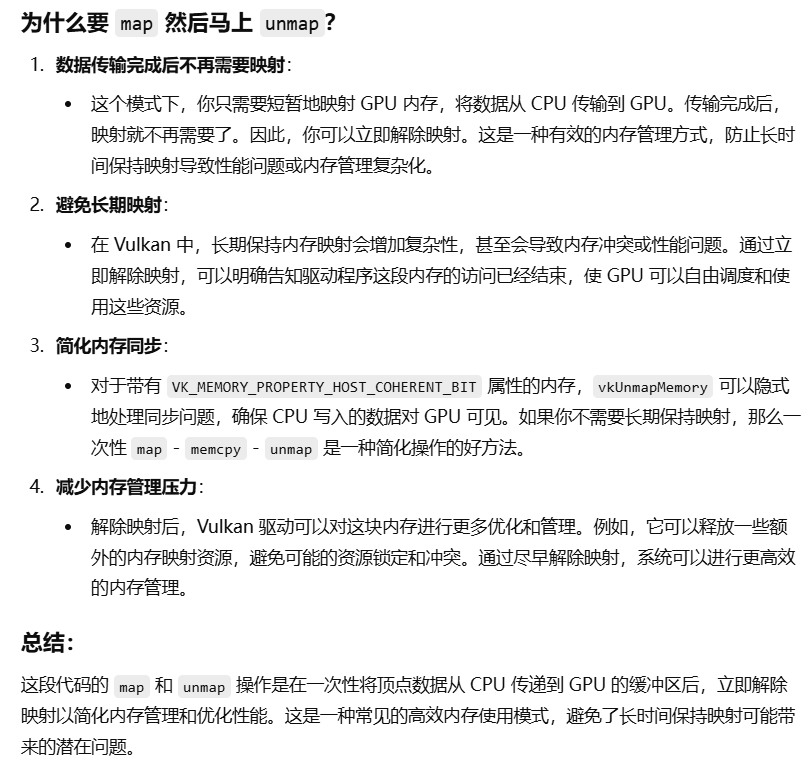 为什么要 map 然后马上 unmap？
1. 数据传输完成后不再需要映射：
• 这个模式下，你只需要短暂地映射 GPU 内存，将数据从 CPU 传输到 GPU。传输完成后，
映射就不再需要了。因此，你可以立即解除映射。这是一种有效的内存管理方式，防止长时
间保持映射导致性能问题或内存管理复杂化。
2. 避免长期映射：
• 在 Vulkan 中，长期保持内存映射会增加复杂性，甚至会导致内存冲突或性能问题。通过立
即解除映射，可以明确告知驱动程序这段内存的访问已经结束，使 GPU 可以自由调度和使
用这些资源。
3. 简化内存同步：
• 对于带有 VK_MEMORY_PROPERTY_HOST_COHERENT_BIT 属性的内存，vkUnmapMemory 可以隐式
地处理同步问题，确保 CPU 写入的数据对 GPU 可见。如果你不需要长期保持映射，那么一
次性 map - memcpy - unmap 是一种简化操作的好方法。
4. 减少内存管理压力：
• 解除映射后，Vulkan 驱动可以对这块内存进行更多优化和管理。例如，它可以释放一些额
外的内存映射资源，避免可能的资源锁定和冲突。通过尽早解除映射，系统可以进行更高效
的内存管理。
总结：
这段代码的 map 和 unmap 操作是在一次性将顶点数据从 CPU 传递到 GPU 的缓冲区后，立即解除
映射以简化内存管理和优化性能。这是一种常见的高效内存使用模式，避免了长时间保持映射可能带
来的潜在问题。